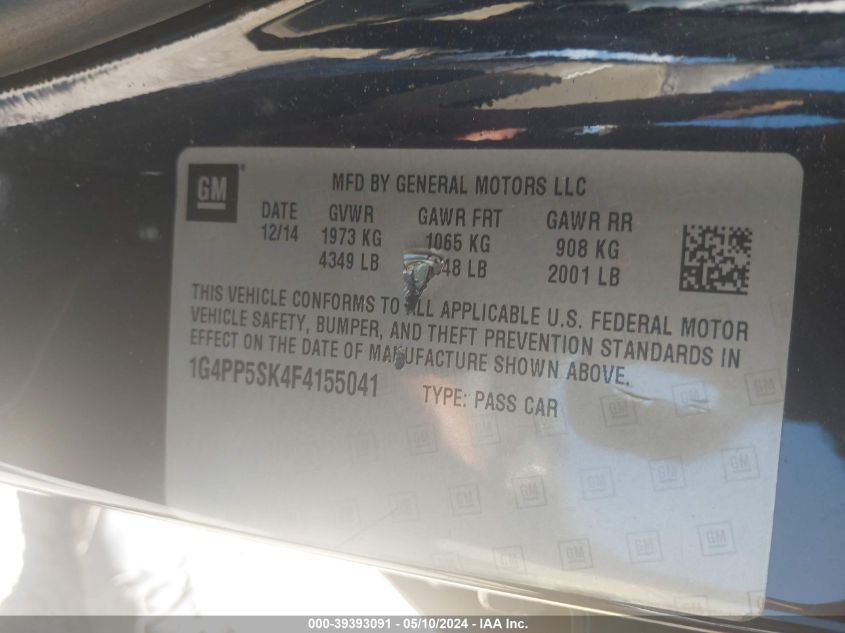 GM
MFD BY GENERAL MOTORS LLC
DATE GVWR GAWR FRT GAWR RR
12/14 1973 KG 1065 KG 908 KG
4349 LB 48 LB 2001 LB
THIS VEHICLE CONFORMS TO ALL APPLICABLE U.S. FEDERAL MOTOR
VEHICLE SAFETY, BUMPER, AND THEFT PREVENTION STANDARDS IN
EFFECT ON THE DATE OF MANUFACTURE SHOWN ABOVE.
1G4PP5SK4F4155041 TYPE: PASS CAR
000-39393091 - 05/10/2024 - IAA Inc.